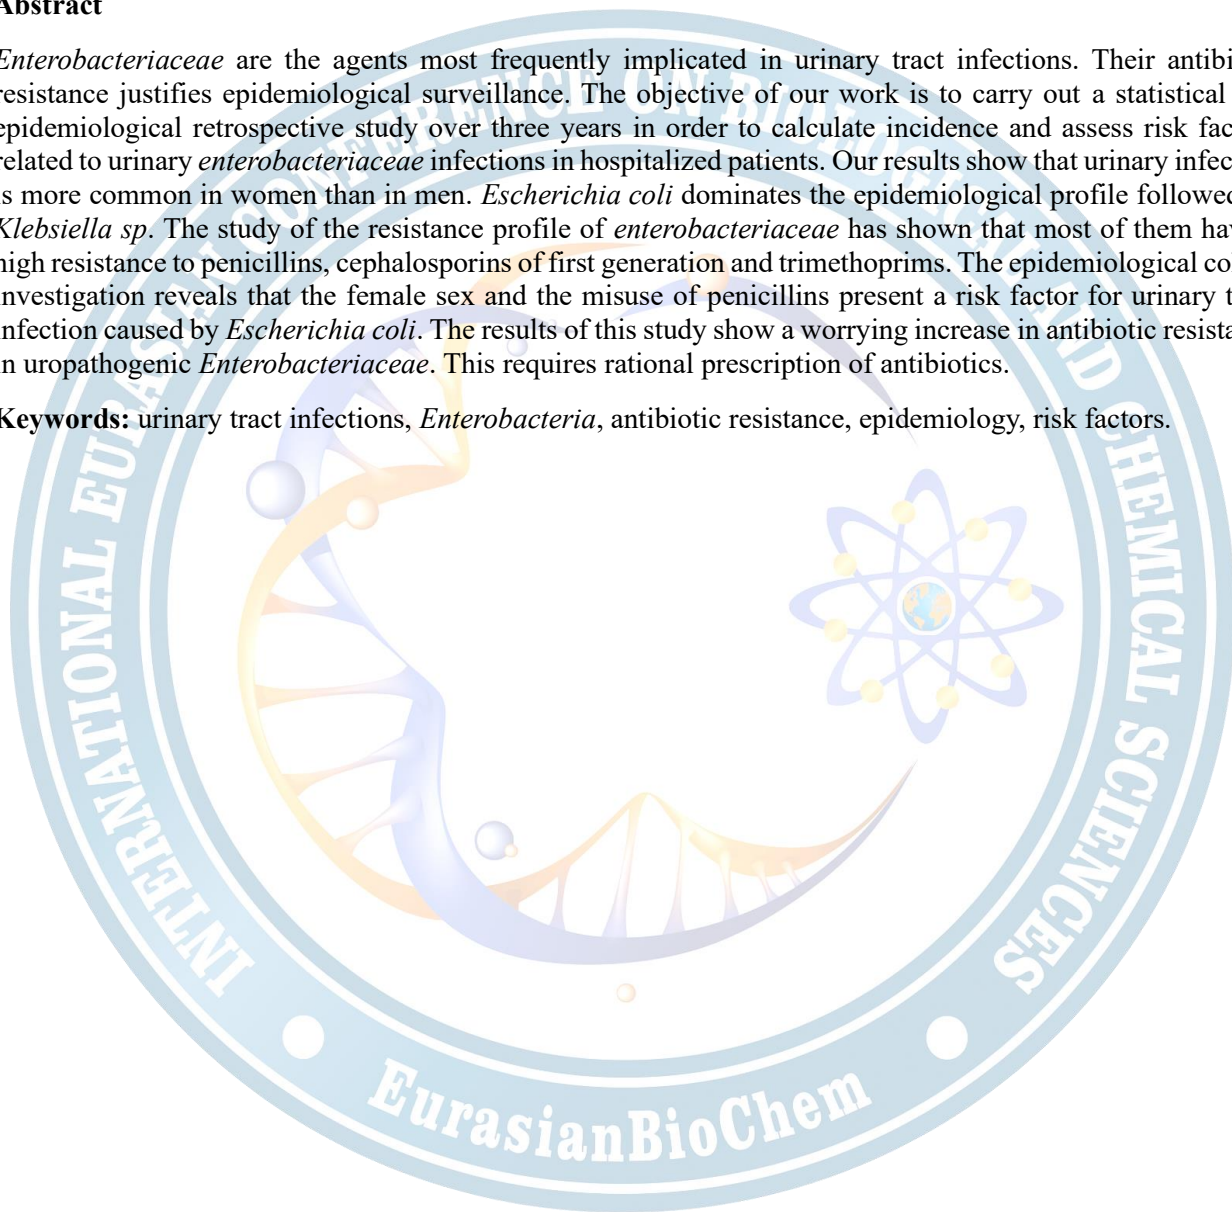 Abstract
Enterobacteriaceae are the agents most frequently implicated in urinary tract infections. Their antibi
resistance justifies epidemiological surveillance. The objective of our work is to carry out a statistical
epidemiological retrospective study over three years in order to calculate incidence and assess risk fac
related to urinary enterobacteriaceae infections in hospitalized patients. Our results show that urinary infec
is more common in women than in men. Escherichia coli dominates the epidemiological profile followed
Klebsiella sp. The study of the resistance profile of enterobacteriaceae has shown that most of them hav
high resistance to penicillins, cephalosporins of first generation and trimethoprims. The epidemiological co
investigation reveals that the female sex and the misuse of penicillins present a risk factor for urinary t
infection caused by Escherichia coli. The results of this study show a worrying increase in antibiotic resista
in uropathogenic Enterobacteriaceae. This requires rational prescription of antibiotics.
Keywords: urinary tract infections, Enterobacteria, antibiotic resistance, epidemiology, risk factors.
INTERNATIONAL EURASIAN CONFERENCE ON BIOLOGICAL AND CHEMICAL SCIENCES
EurasianBioChem